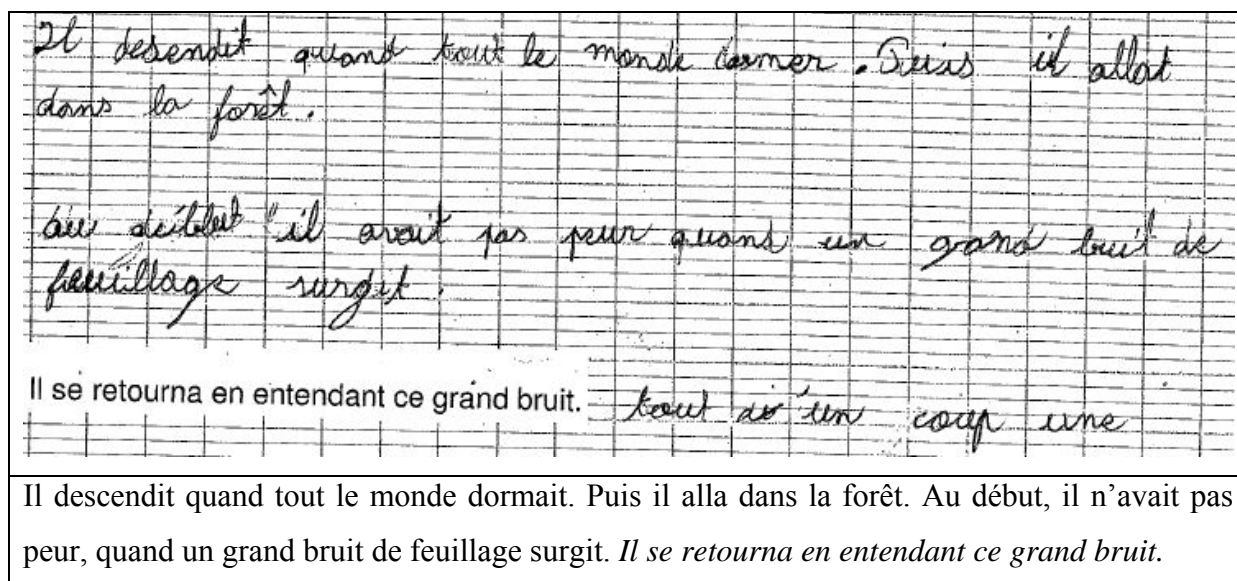 Il desendit quand tout le monde dormer. Puis il allat
dans la forêt.
au début il avait pas peur quand un grand bruit de
feuillage surgit.
Il se retourna en entendant ce grand bruit. tout d'un coup une
Il descendit quand tout le monde dormait. Puis il alla dans la forêt. Au début, il n'avait pas
peur, quand un grand bruit de feuillage surgit. Il se retourna en entendant ce grand bruit.